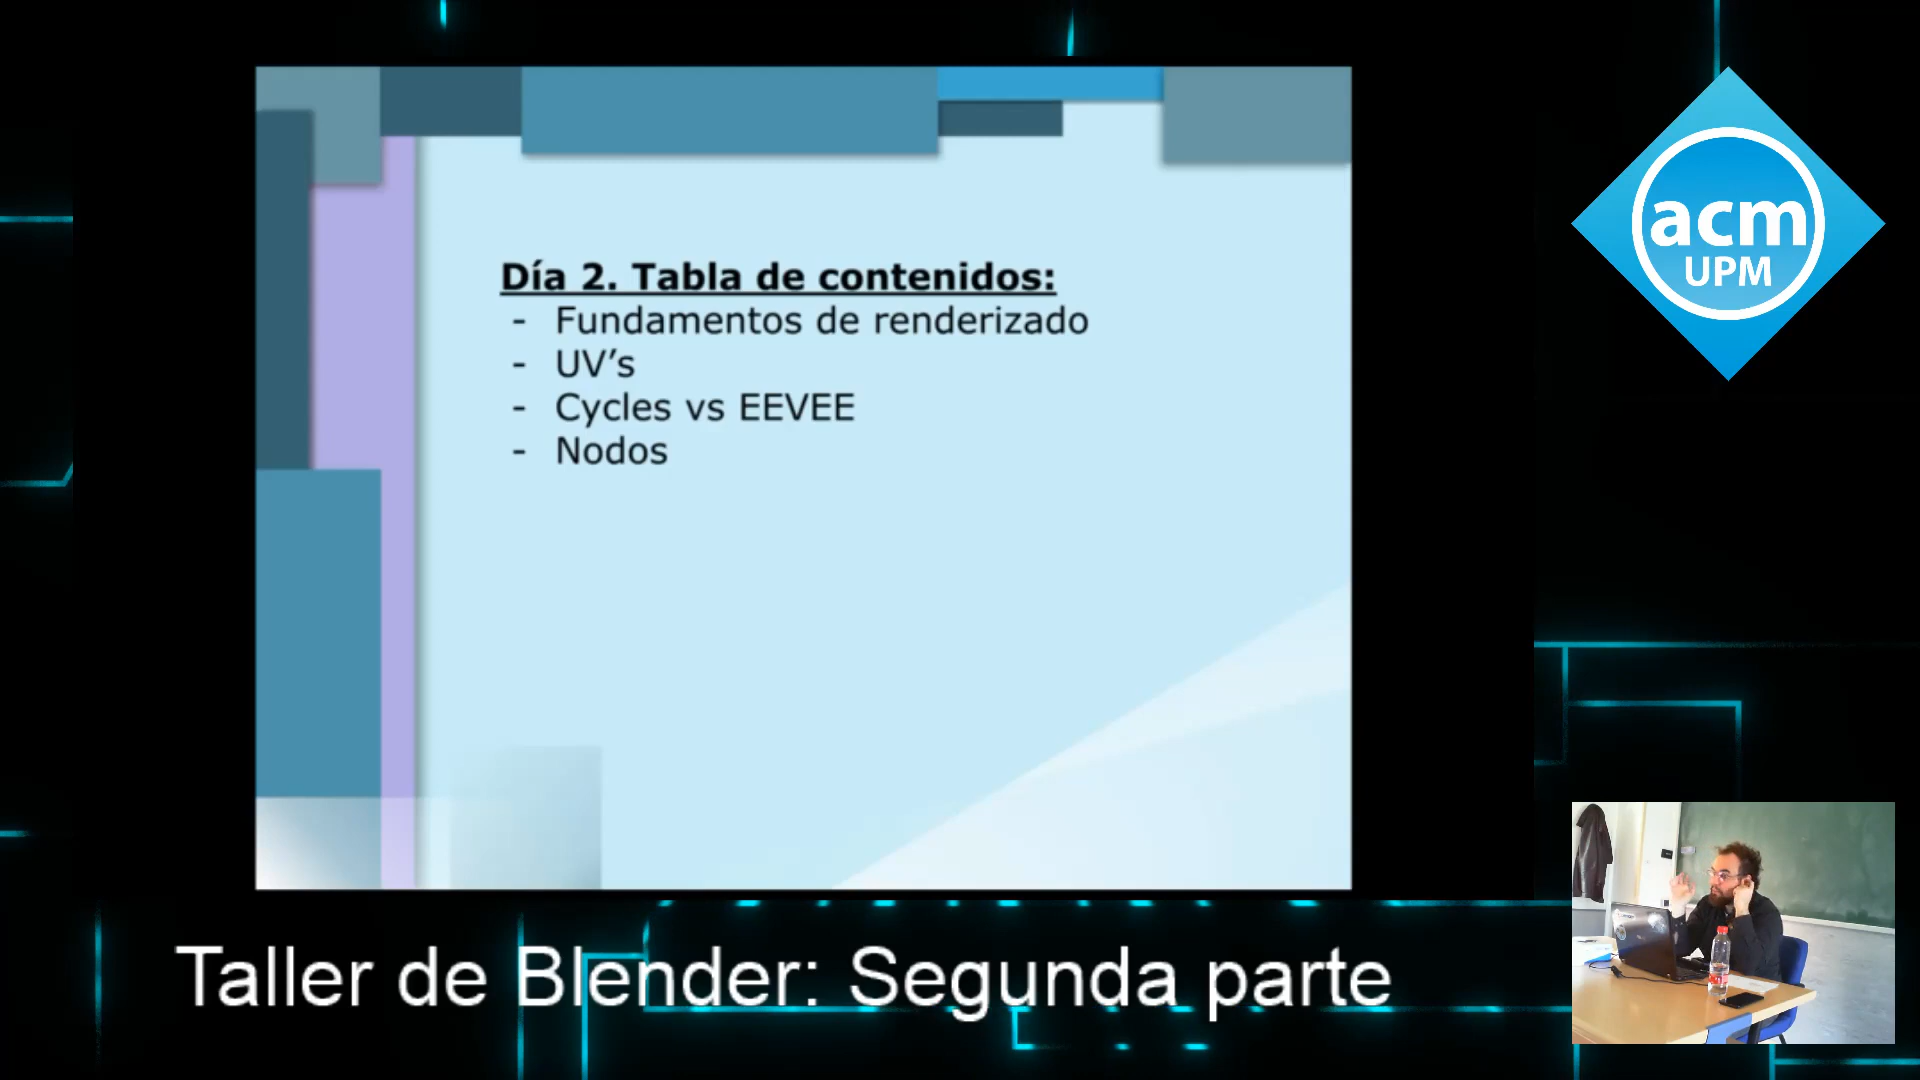 Día 2. Tabla de contenidos:
- Fundamentos de renderizado
- UV’s
- Cycles vs EEVEE
- Nodos
acm
UPM
Taller de Blender: Segunda parte